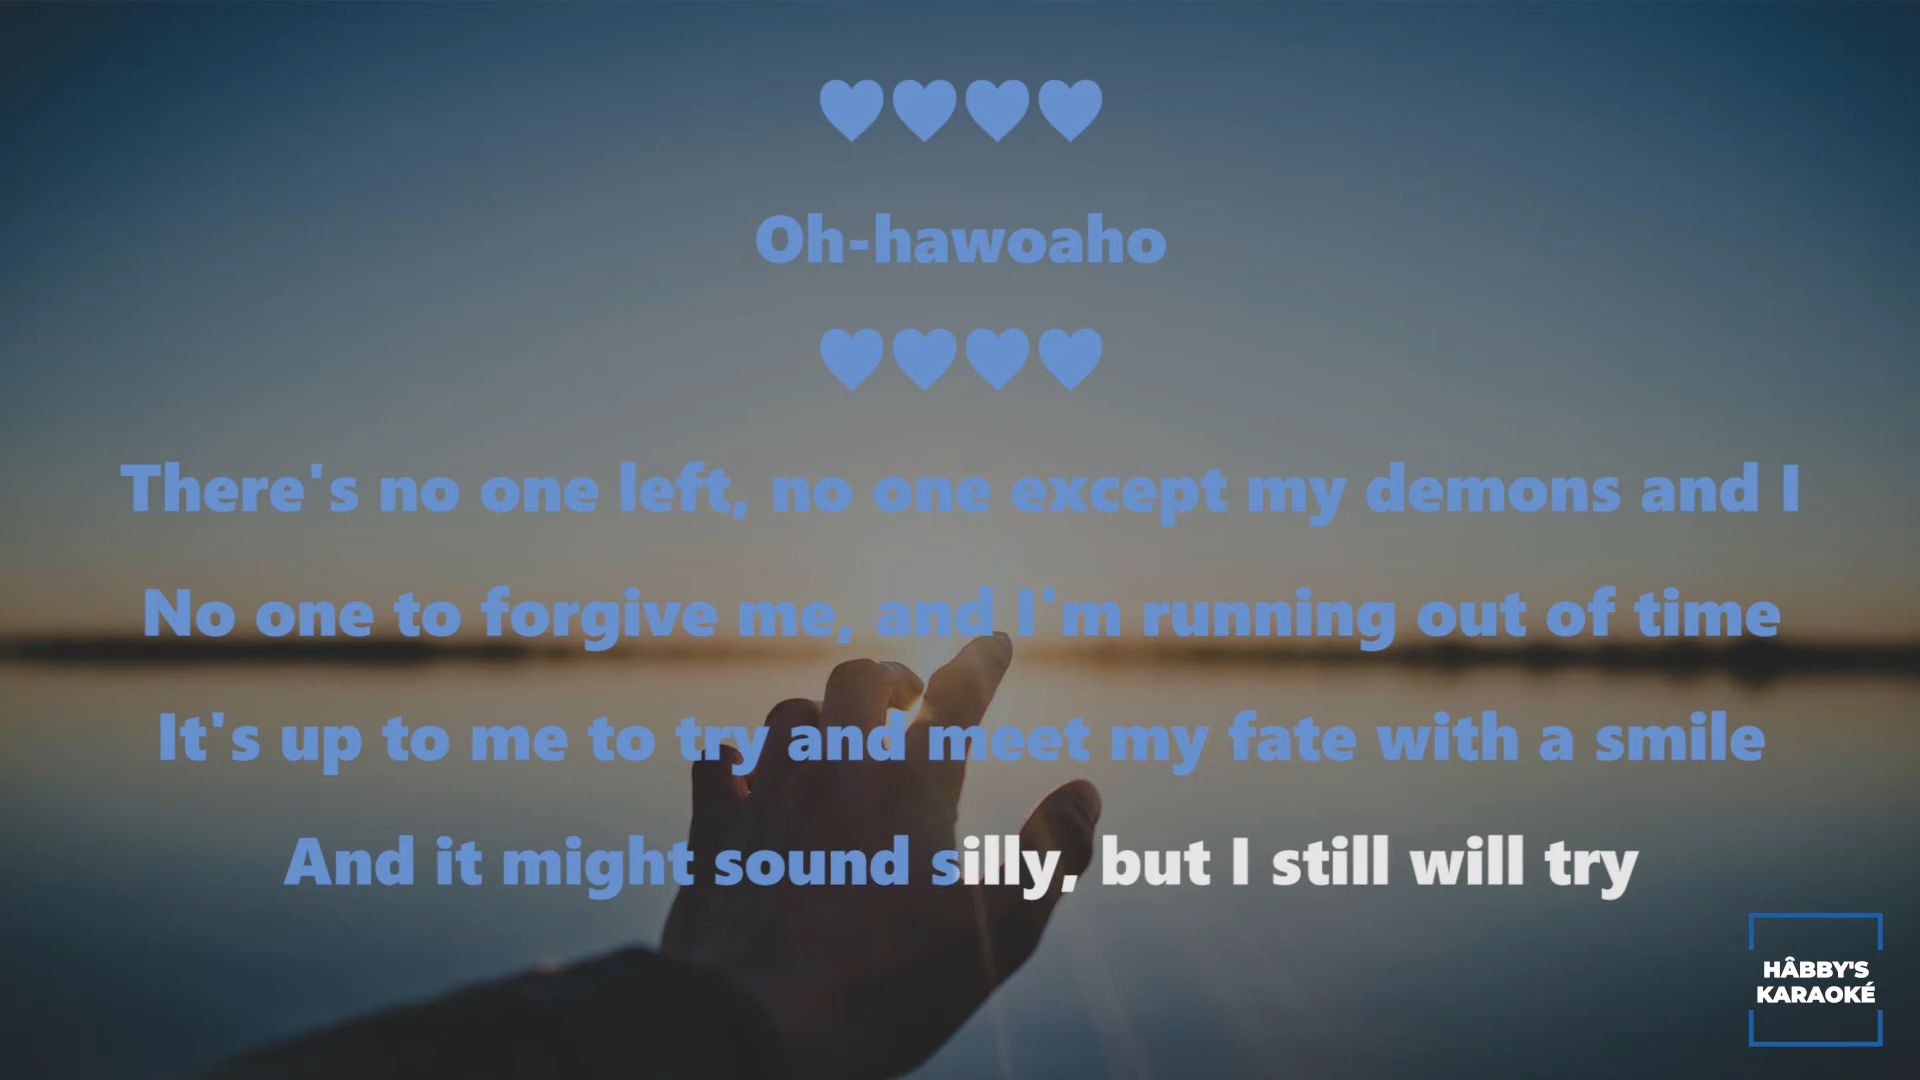 ♥♥♥♥
Oh-hawoaho
♥♥♥♥
There's no one left, no one except my demons and I
No one to forgive me, and I'm running out of time
It's up to me to try and meet my fate with a smile
And it might sound silly, but I still will try
HÂBBY'S
KARAOKÉ